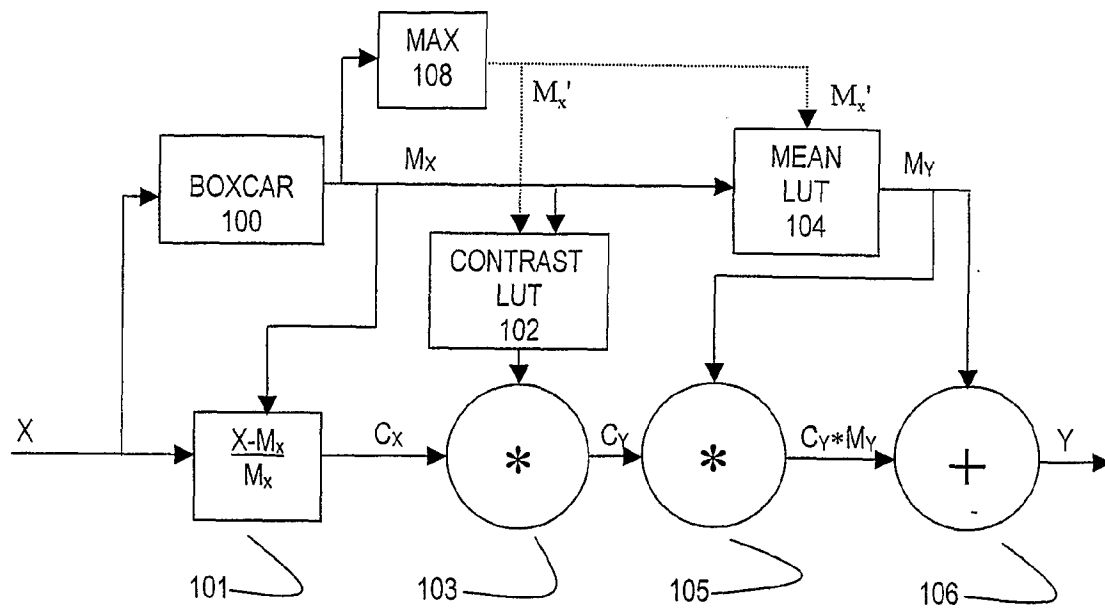 MAX
108
Mₓ'
Mₓ'
BOXCAR
100
Mₓ
MEAN
LUT
104
MY
CONTRAST
LUT
102
X
X-Mₓ
Mₓ
Cₓ
*
CY
*
CY*MY
+
Y
101
103
105
106